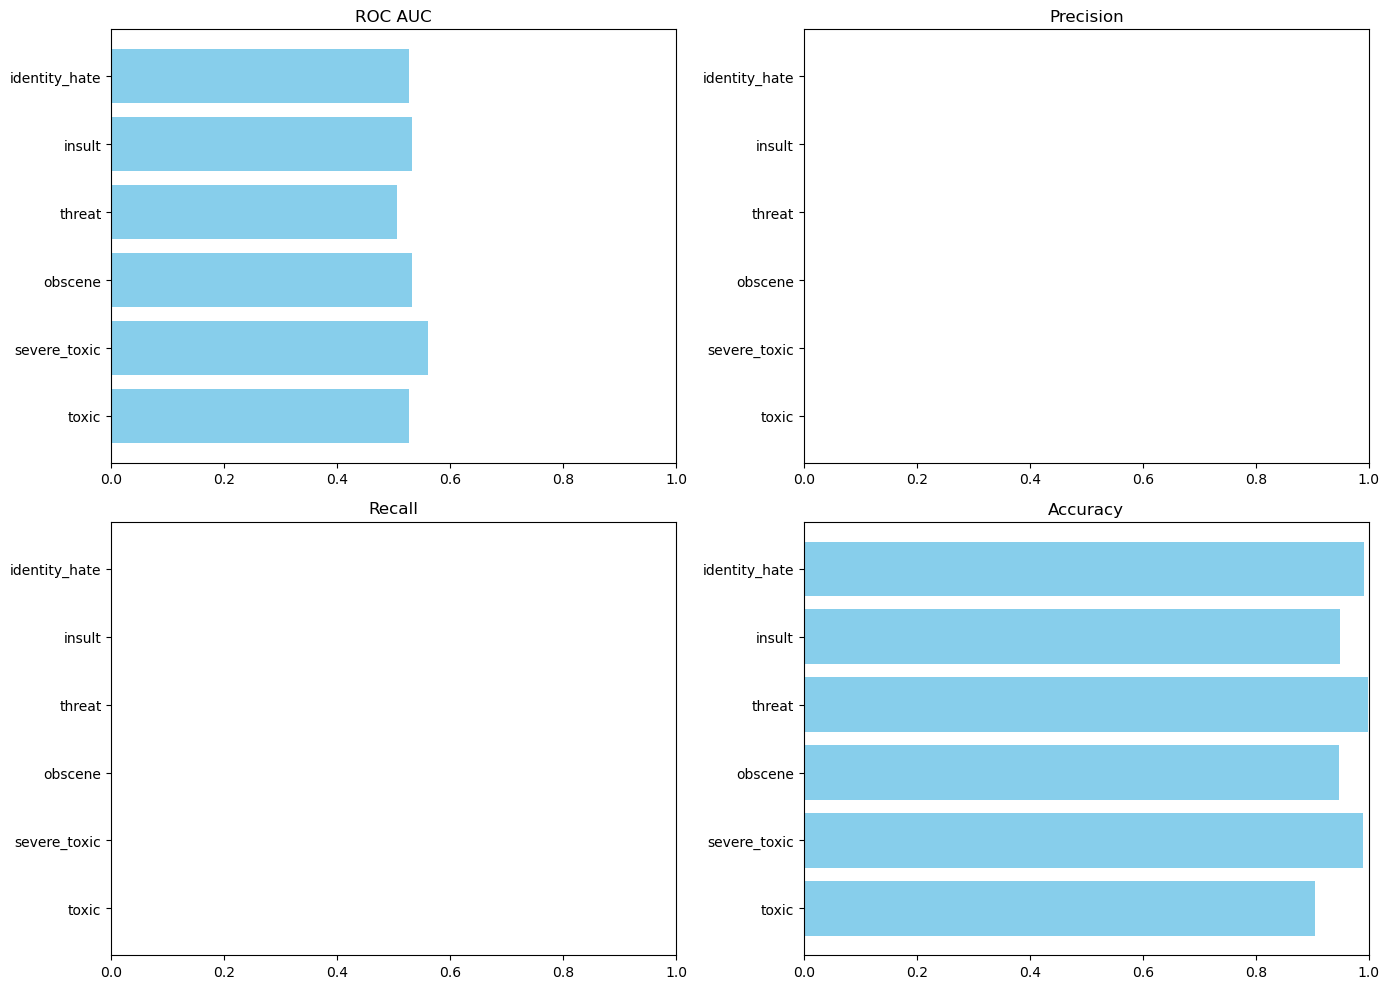 ROC AUC
identity_hate
insult
threat
obscene
severe_toxic
toxic
0.0 0.2 0.4 0.6 0.8 1.0
Precision
identity_hate
insult
threat
obscene
severe_toxic
toxic
0.0 0.2 0.4 0.6 0.8 1.0
Recall
identity_hate
insult
threat
obscene
severe_toxic
toxic
0.0 0.2 0.4 0.6 0.8 1.0
Accuracy
identity_hate
insult
threat
obscene
severe_toxic
toxic
0.0 0.2 0.4 0.6 0.8 1.0